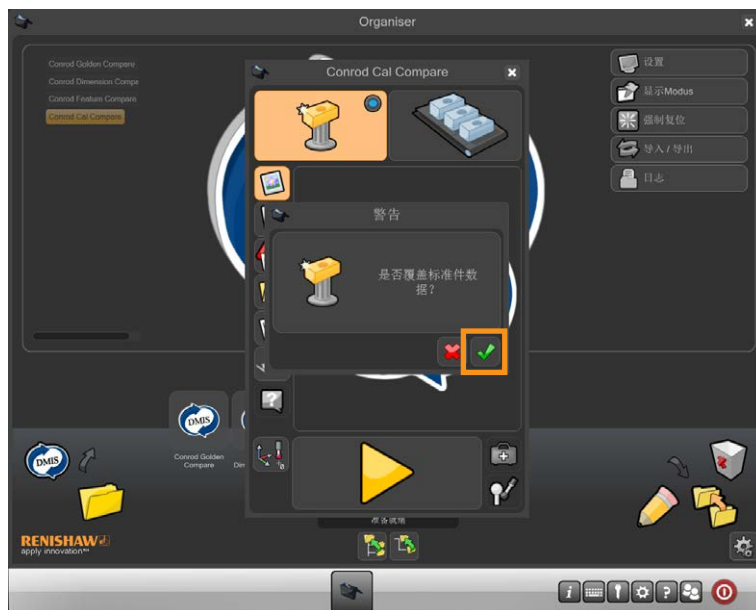 Organiser
Conrod Golden Compare
Conrod Dimension Compa
Conrod Feature Compare
Conrod Cal Compare
Conrod Cal Compare
设置
显示Modus
强制复位
导入 / 导出
日志
警告
是否覆盖标准件数
据？
DMIS
Conrod Golden
Compare
DMIS
准备就绪
RENISHAW
apply innovation™